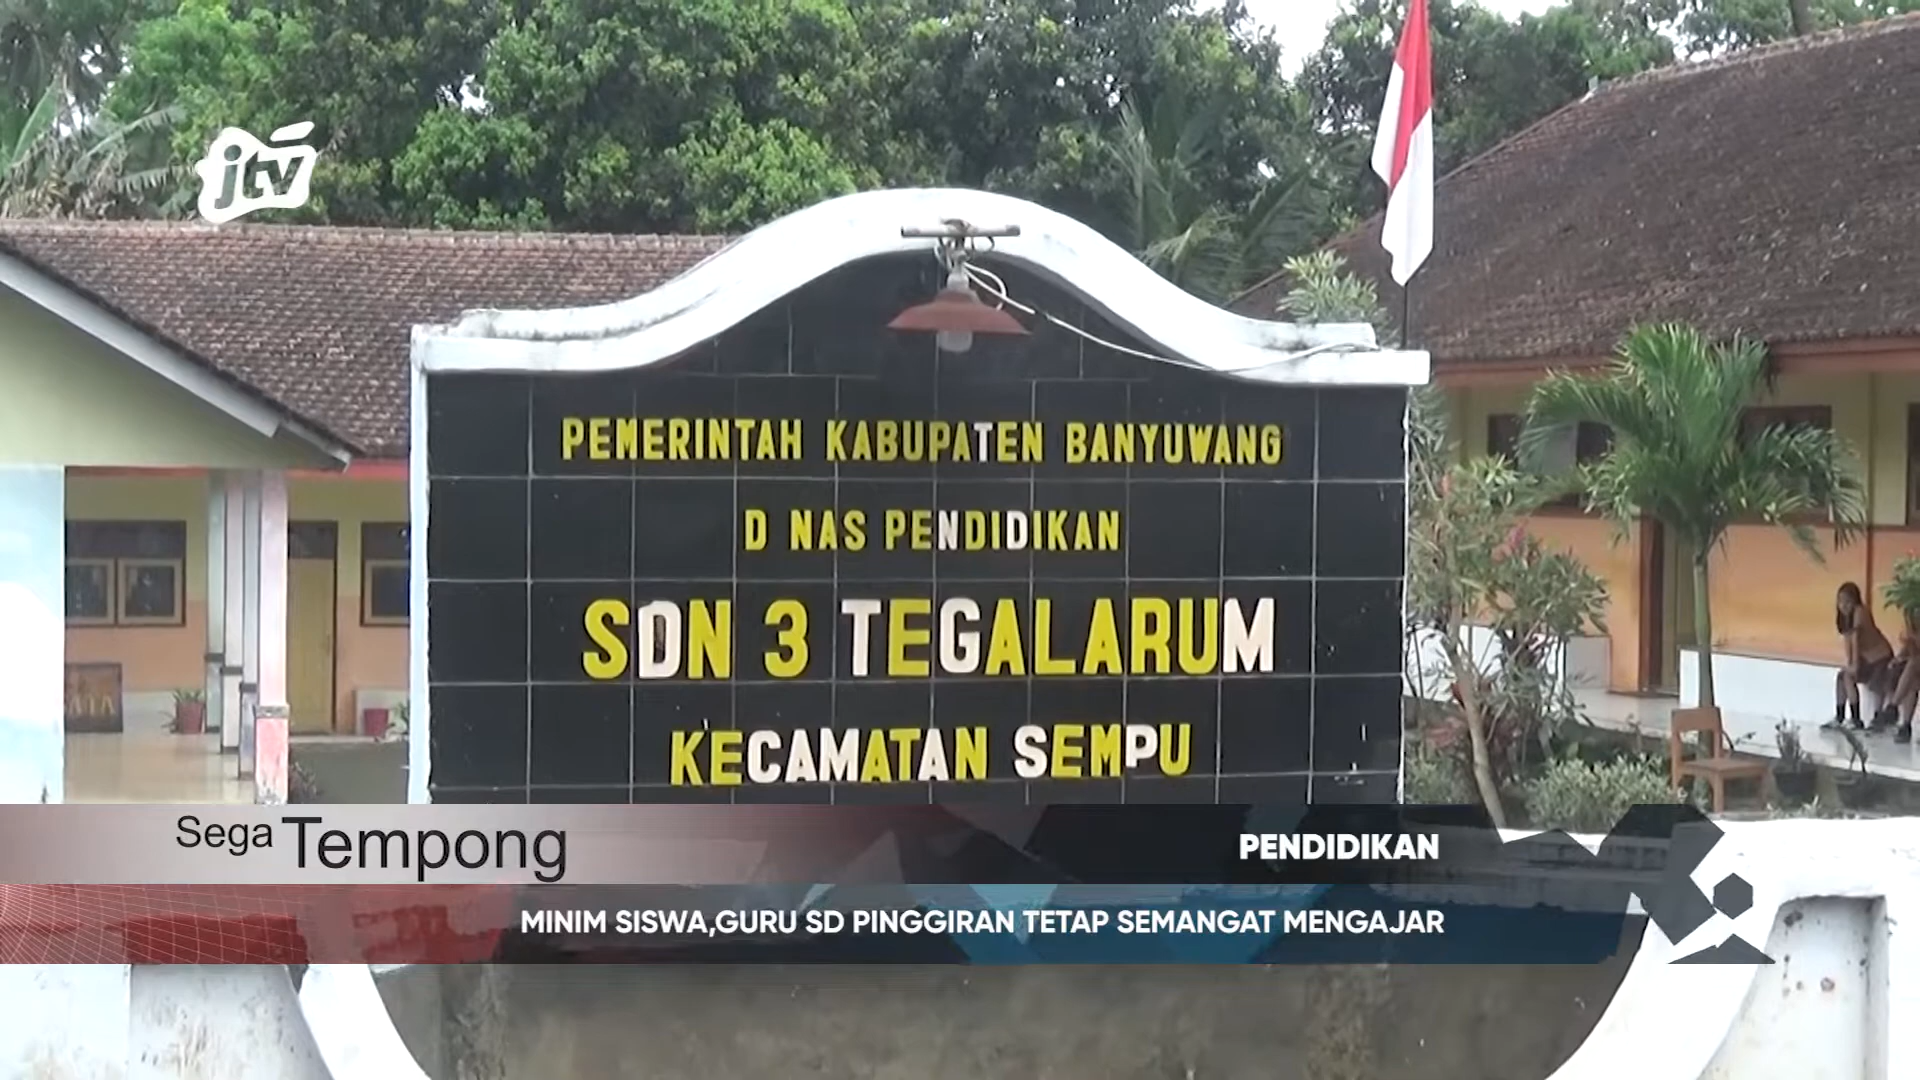 jtv
PEMERINTAH KABUPATEN BANYUWANG
D NAS PENDIDIKAN
SDN 3 TEGALARUM
KECAMATAN SEMPU
Sega Tempong
PENDIDIKAN
MINIM SISWA,GURU SD PINGGIRAN TETAP SEMANGAT MENGAJAR